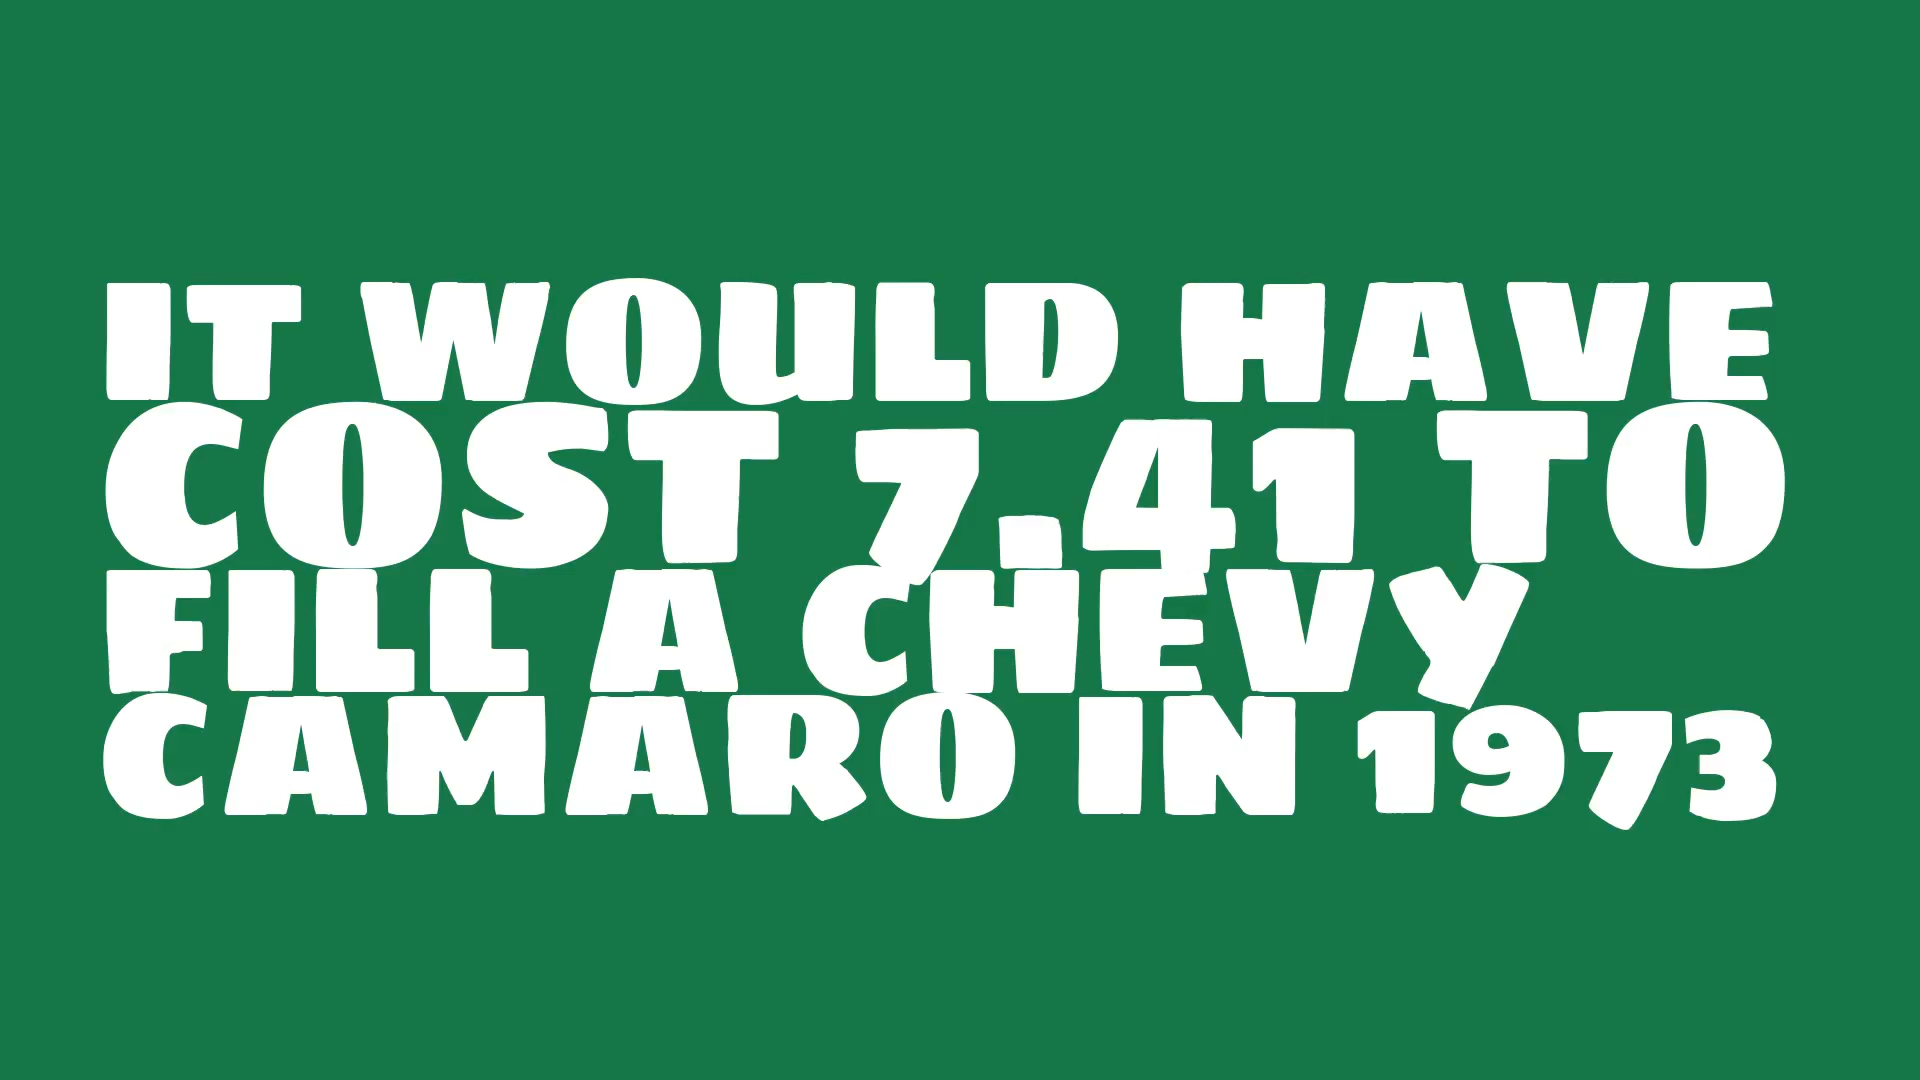 IT WOULD HAVE
COST 7.41 TO
FILL A CHEVY
CAMARO IN 1973